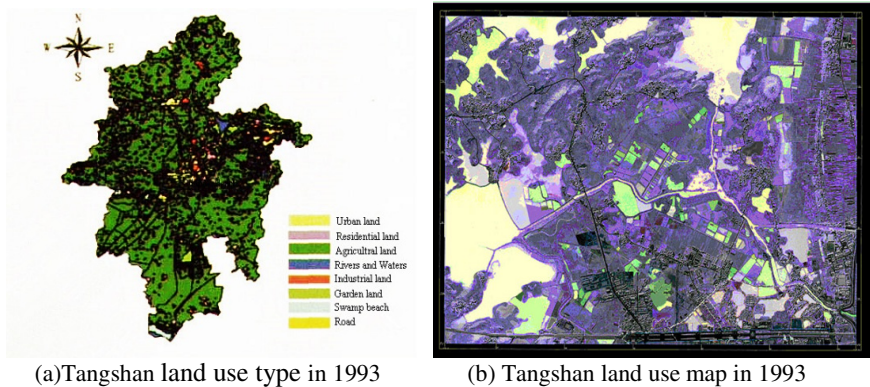 N
W E
S
Urban land
Residential land
Agricultral land
Rivers and Waters
Industrial land
Garden land
Swamp beach
Road
(a)Tangshan land use type in 1993
(b) Tangshan land use map in 1993